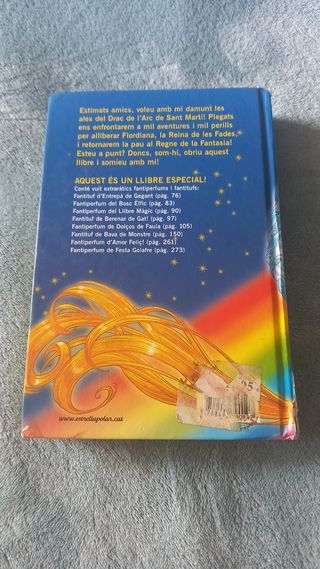 Estimats amics, voleu amb mi damunt les
ales del Drac de l'Arc de Sant Martí! Plegats
ens enfrontarem a mil aventures i mil perills
per alliberar Flordiana, la Reina de les Fades,
i retornarem la pau al Regne de la Fantasia!
Esteu a punt? Doncs, som-hi, obriu aquest
llibre i somieu amb mi!
AQUEST ÉS UN LLIBRE ESPECIAL!
Conté vuit extraràtics fantiperfums i fantitufs:
Fantituf d'Entrepà de Gegant (pàg. 76)
Fantiperfum del Bosc Èlfic (pàg. 83)
Fantiperfum del Llibre Màgic (pàg. 90)
Fantituf de Berenar de Gat! (pàg. 97)
Fantiperfum de Dolços de Faula (pàg. 105)
Fantituf de Bava de Monstre (pàg. 150)
Fantiperfum d'Amor Feliç! (pàg. 261)
Fantiperfum de Festa Golafre (pàg. 273)
www.estrellapolar.cat